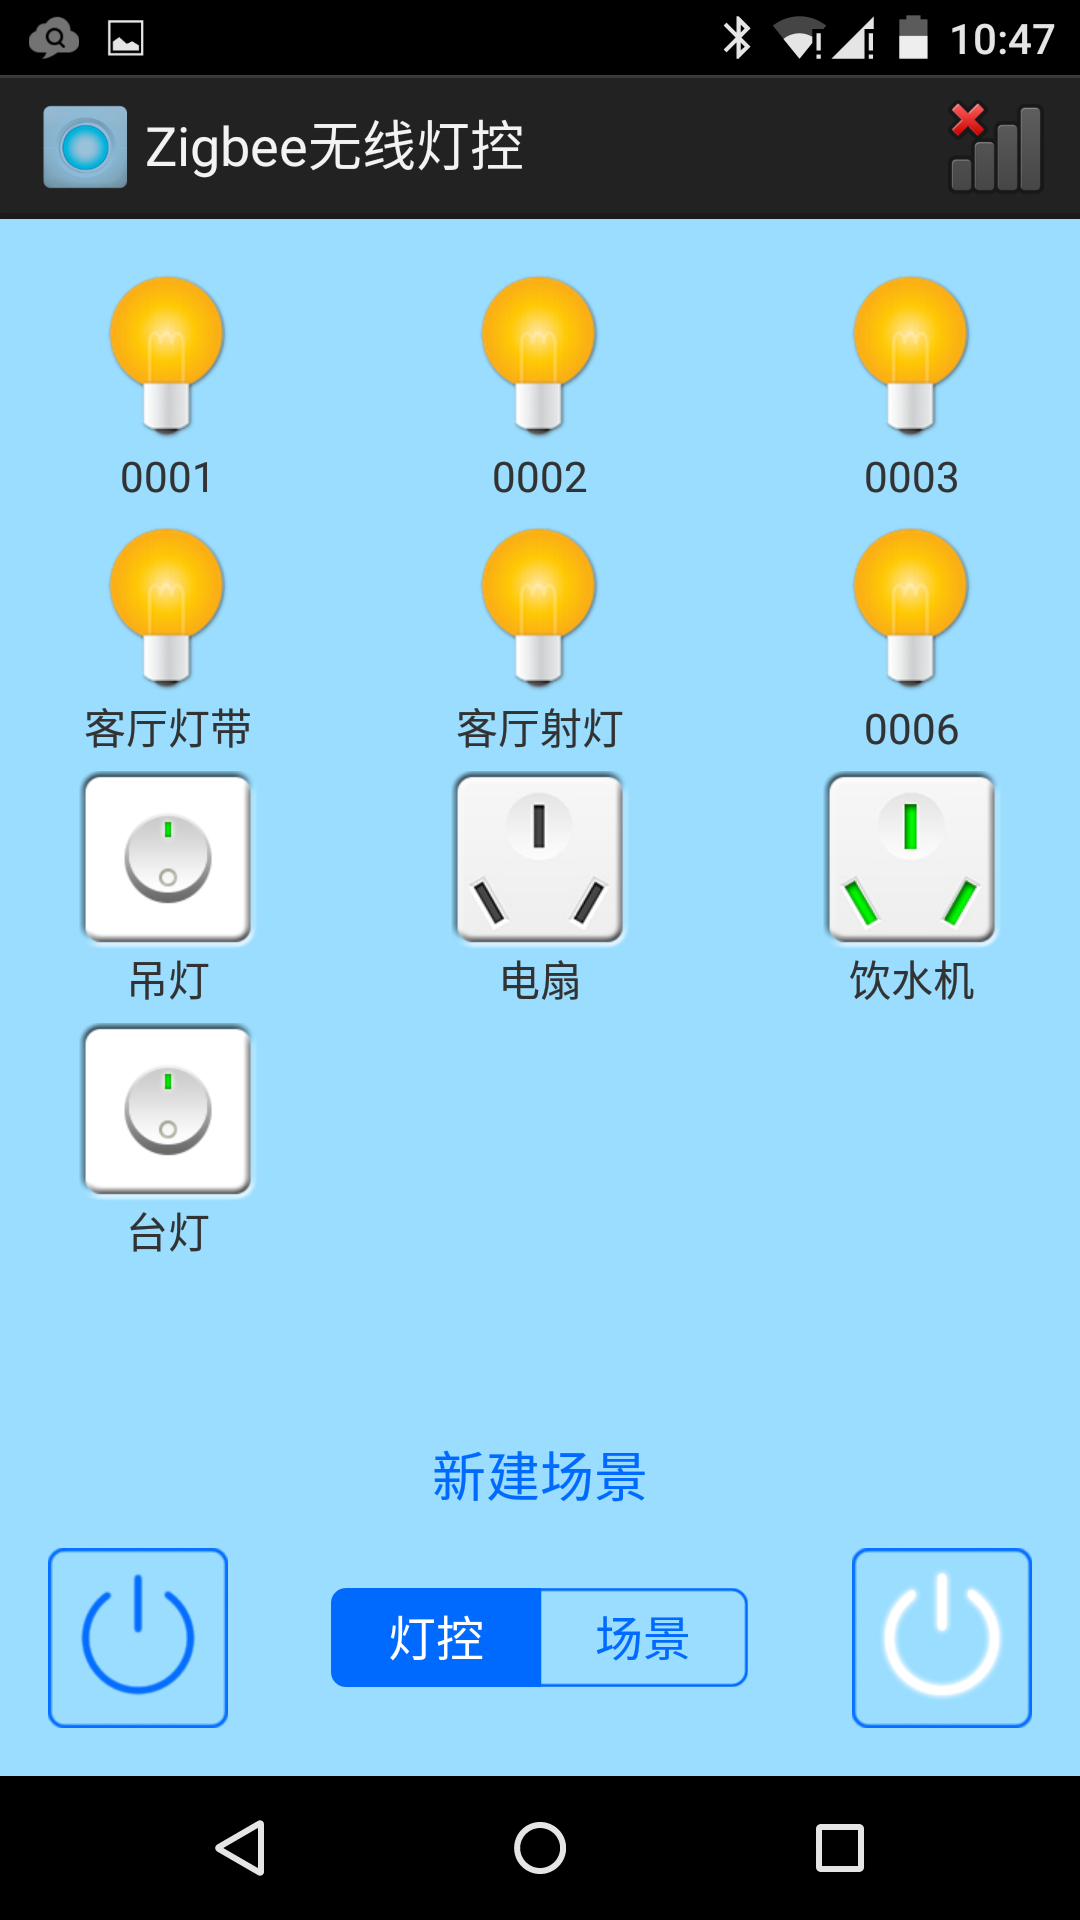 10:47
Zigbee无线灯控
0001 0002 0003
客厅灯带 客厅射灯 0006
吊灯 电扇 饮水机
台灯
新建场景
灯控 场景